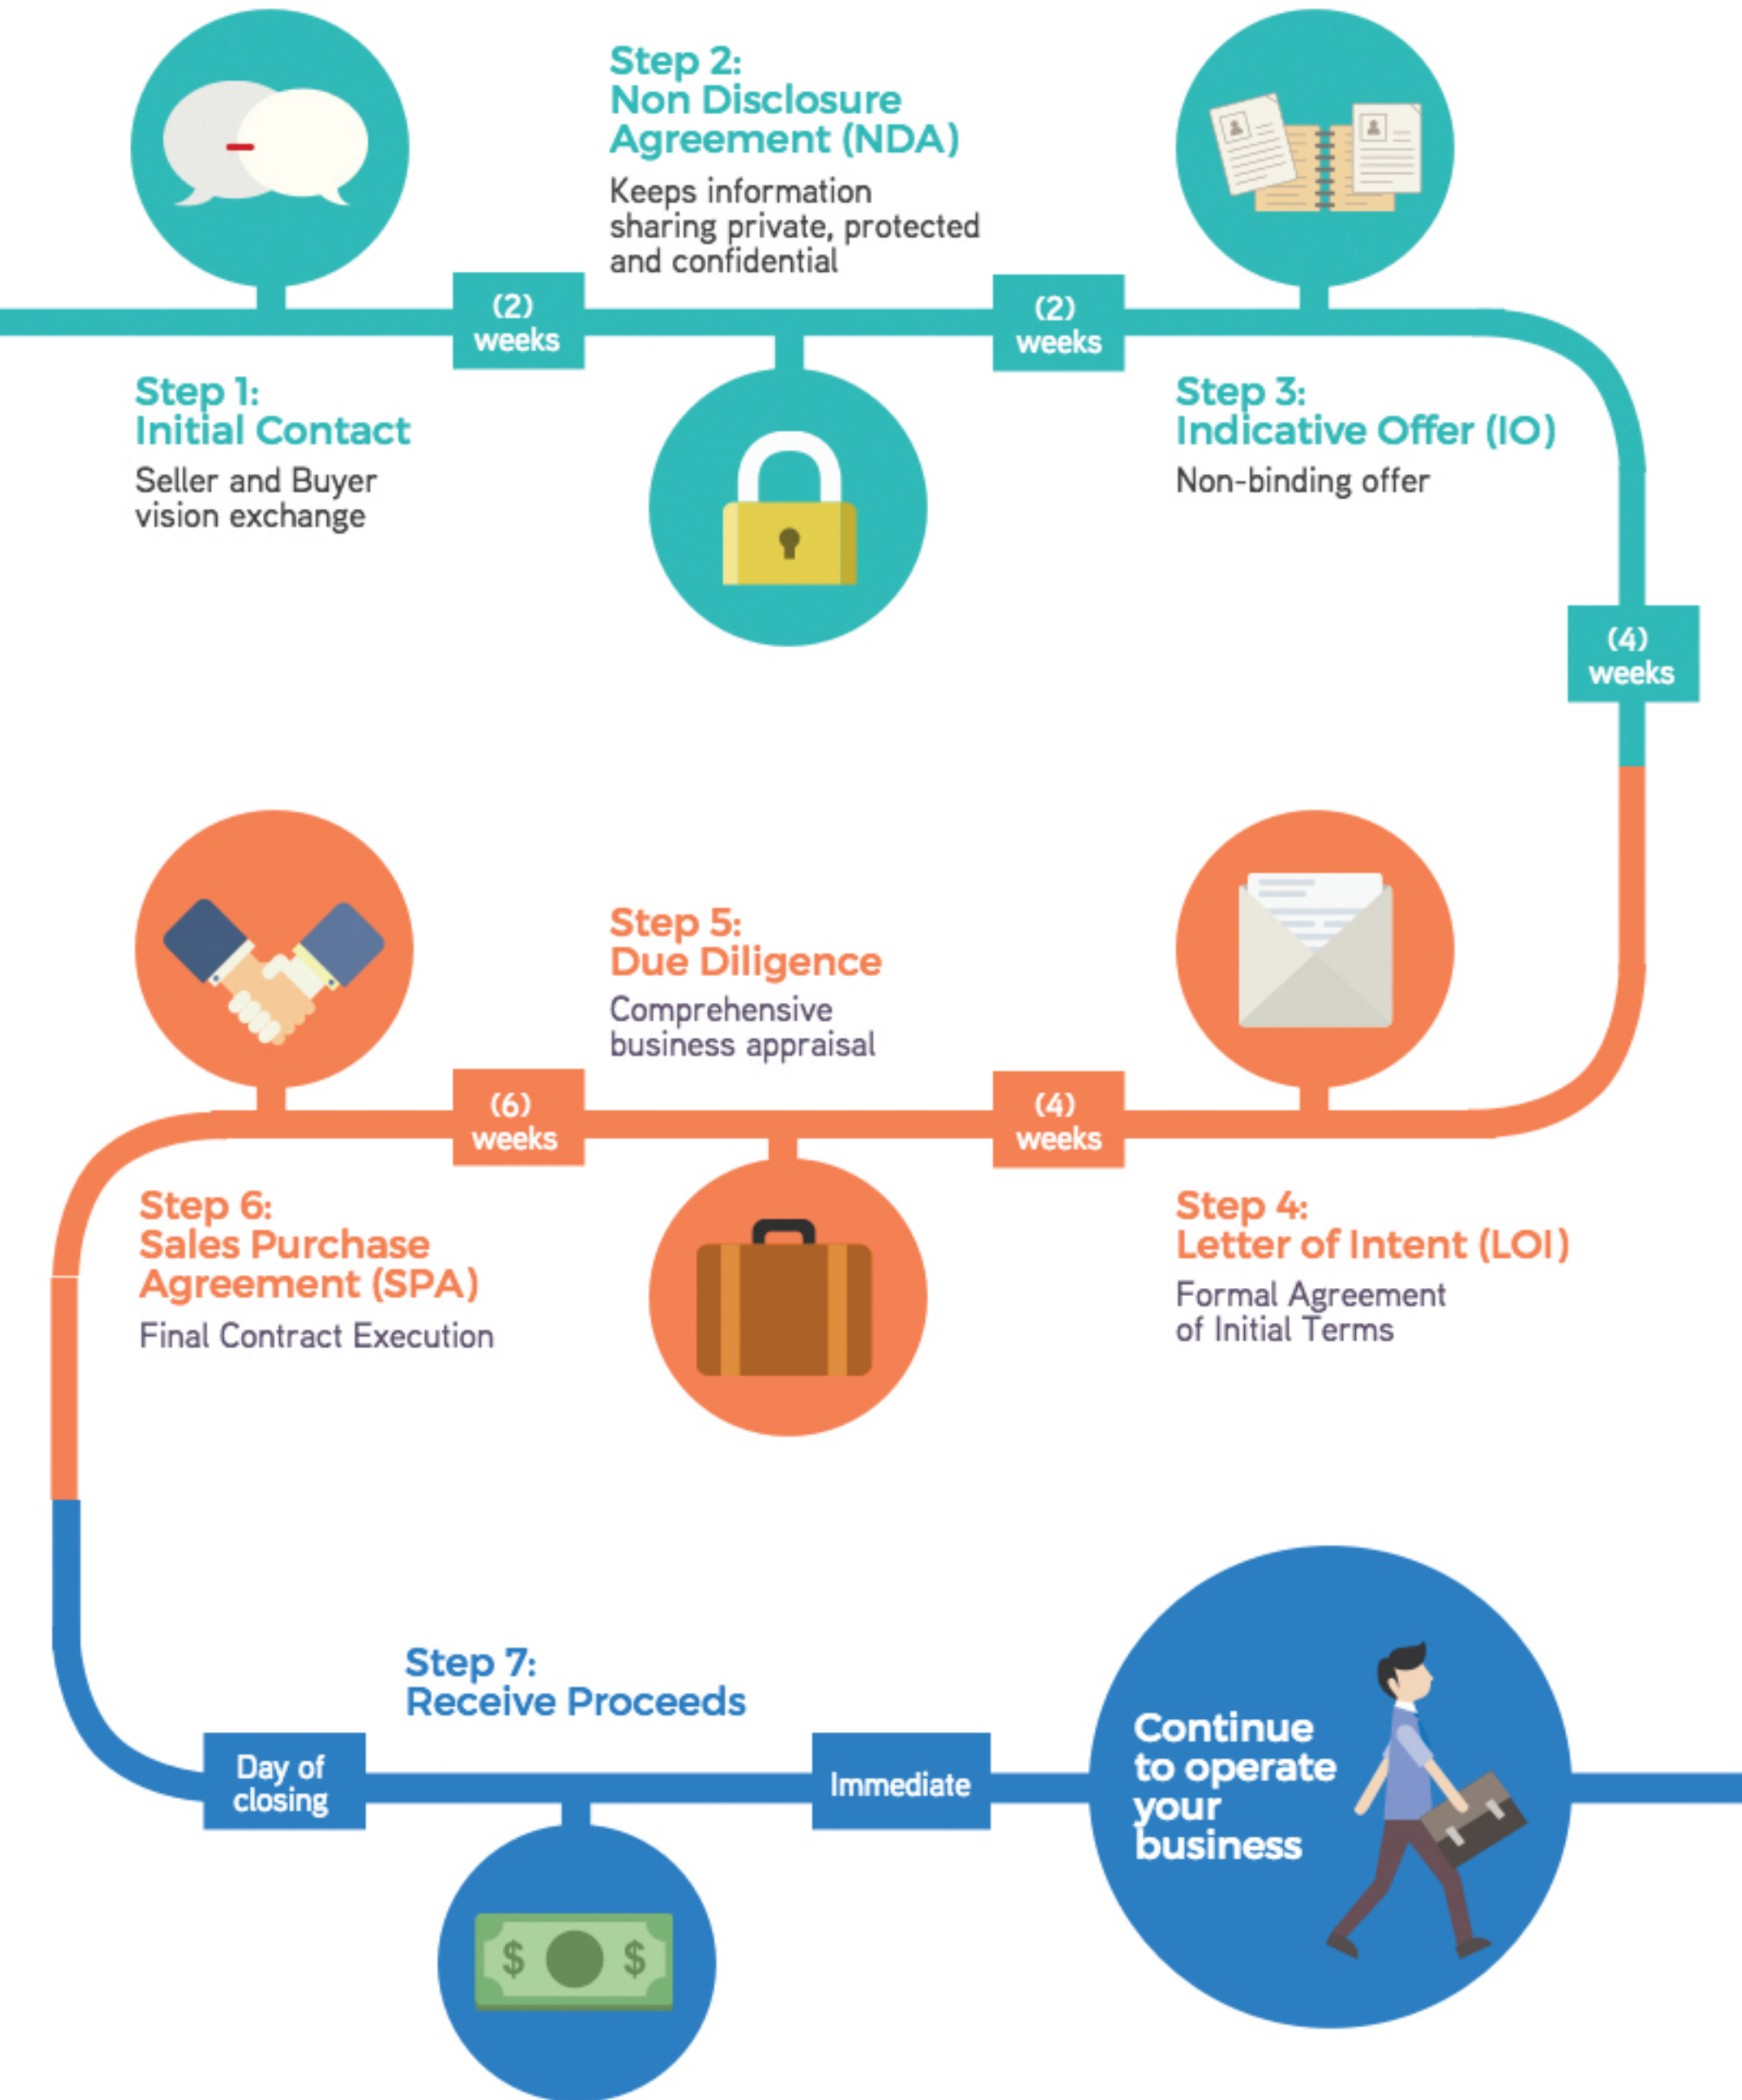 Step 1:
Initial Contact
Seller and Buyer
vision exchange
(2)
weeks
Step 2:
Non Disclosure
Agreement (NDA)
Keeps information
sharing private, protected
and confidential
(2)
weeks
Step 3:
Indicative Offer (IO)
Non-binding offer
(4)
weeks
Step 4:
Letter of Intent (LOI)
Formal Agreement
of Initial Terms
(4)
weeks
Step 5:
Due Diligence
Comprehensive
business appraisal
(6)
weeks
Step 6:
Sales Purchase
Agreement (SPA)
Final Contract Execution
Day of
closing
Step 7:
Receive Proceeds
$ $
Immediate
Continue
to operate
your
business